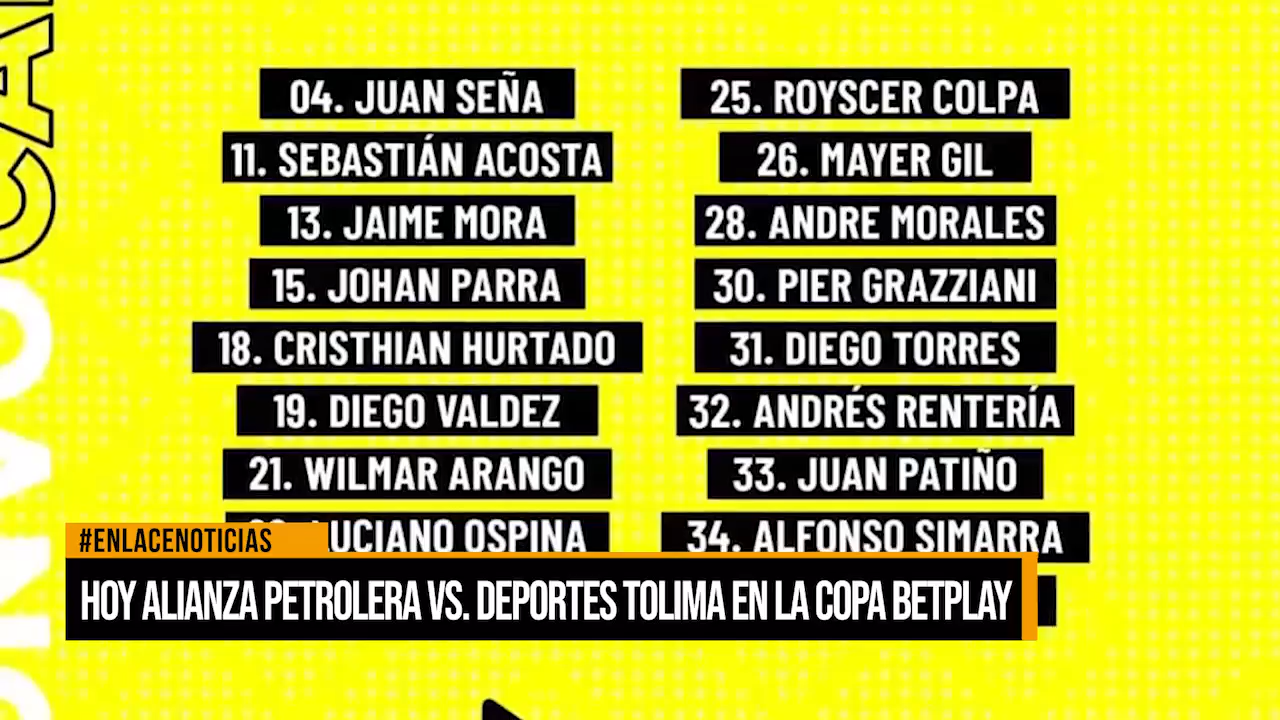 04. JUAN SEÑA
11. SEBASTIÁN ACOSTA
13. JAIME MORA
15. JOHAN PARRA
18. CRISTHIAN HURTADO
19. DIEGO VALDEZ
21. WILMAR ARANGO
LUCIANO OSPINA
25. ROYSCER COLPA
26. MAYER GIL
28. ANDRE MORALES
30. PIER GRAZZIANI
31. DIEGO TORRES
32. ANDRÉS RENTERÍA
33. JUAN PATIÑO
34. ALFONSO SIMARRA
#ENLACENOTICIAS
HOY ALIANZA PETROLERA VS. DEPORTES TOLIMA EN LA COPA BETPLAY